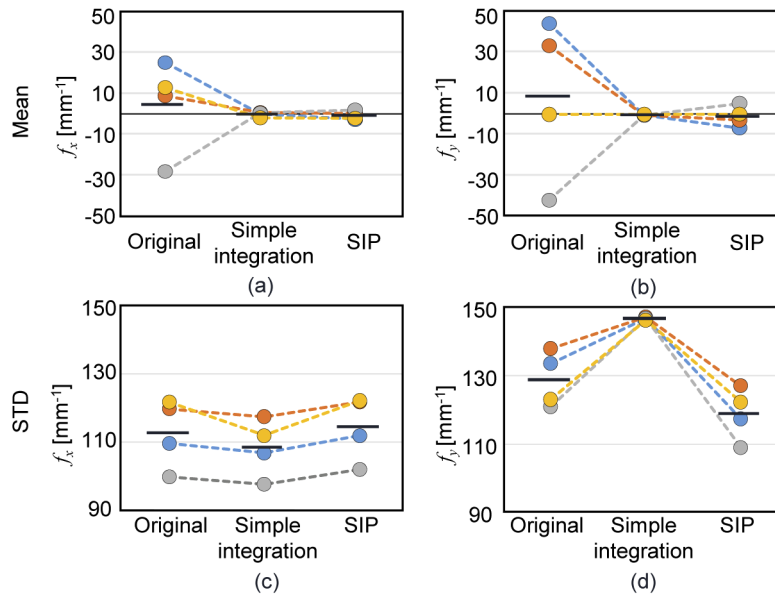 Mean
STD
50
30
10
-10
-30
-50
fx [mm-1]
Original
Simple
integration
SIP
(a)
50
30
10
-10
-30
-50
fy [mm-1]
Original
Simple
integration
SIP
(b)
150
130
110
90
fx [mm-1]
Original
Simple
integration
SIP
(c)
150
130
110
90
fy [mm-1]
Original
Simple
integration
SIP
(d)